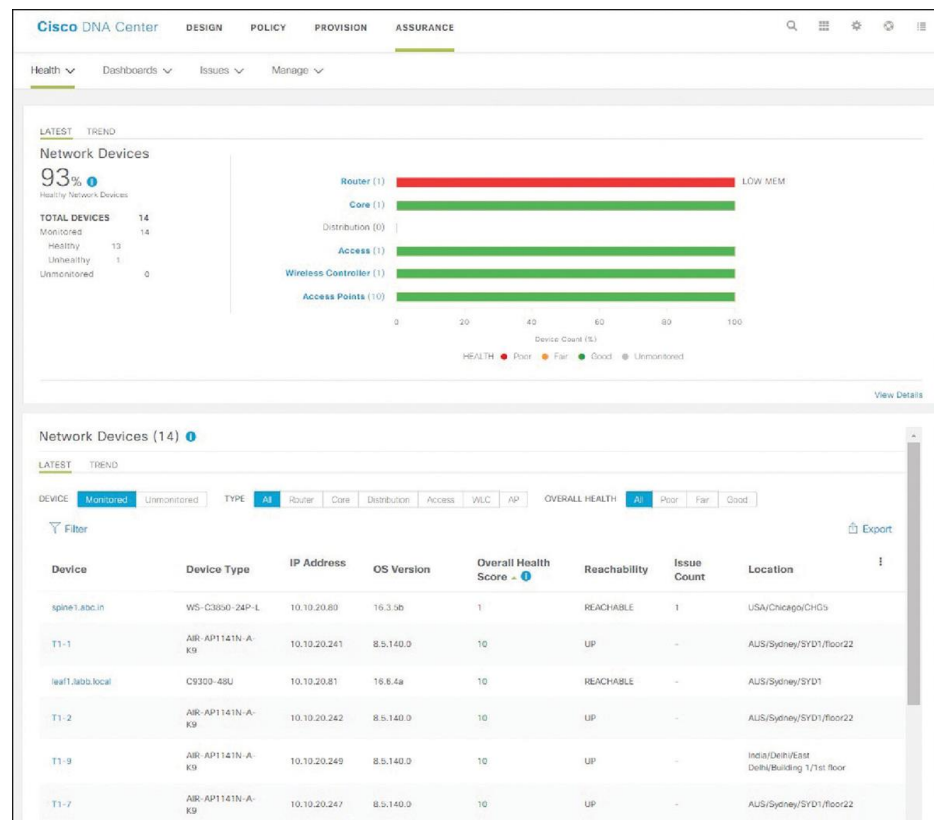 Cisco DNA Center DESIGN POLICY PROVISION ASSURANCE
Health Dashboards Issues Manage
LATEST TREND
Network Devices
93%
Healthy Network Devices
TOTAL DEVICES 14
Monitored 14
Healthy 13
Unhealthy 1
Unmonitored 0
Router (1) LOW MEM
Core (1)
Distribution (0)
Access (1)
Wireless Controller (1)
Access Points (10)
0 20 40 60 80 100
Device Count (%)
HEALTH Poor Fair Good Unmonitored
View Details
Network Devices (14)
LATEST TREND
DEVICE Monitored Unmonitored TYPE All Router Core Distribution Access WLC AP OVERALL HEALTH All Poor Fair Good
Filter Export
Device Device Type IP Address OS Version Overall Health Score Reachability Issue Count Location
spine1.abc.in WS-C3850-24P-L 10.10.20.80 16.3.5b 1 REACHABLE 1 USA/Chicago/CHG5
T1-1 AIR-AP1141N-A-K9 10.10.20.241 8.5.140.0 10 UP - AUS/Sydney/SYD1/floor22
leaf1.labb.local C9300-48U 10.10.20.81 16.6.4a 10 REACHABLE - AUS/Sydney/SYD1
T1-2 AIR-AP1141N-A-K9 10.10.20.242 8.5.140.0 10 UP - AUS/Sydney/SYD1/floor22
T1-9 AIR-AP1141N-A-K9 10.10.20.249 8.5.140.0 10 UP - India/Delhi/East Delhi/Building 1/1st floor
T1-7 AIR-AP1141N-A-K9 10.10.20.247 8.5.140.0 10 UP - AUS/Sydney/SYD1/floor22